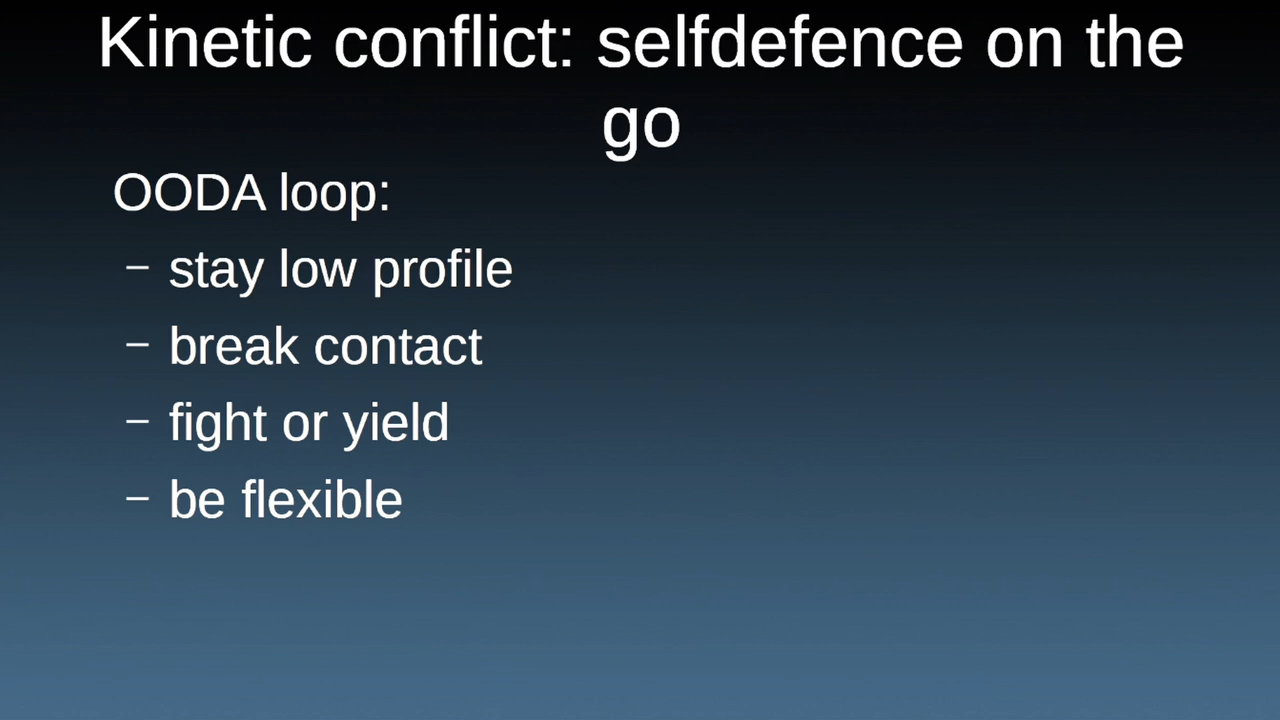 Kinetic conflict: selfdefence on the
go
OODA loop:
– stay low profile
– break contact
– fight or yield
– be flexible